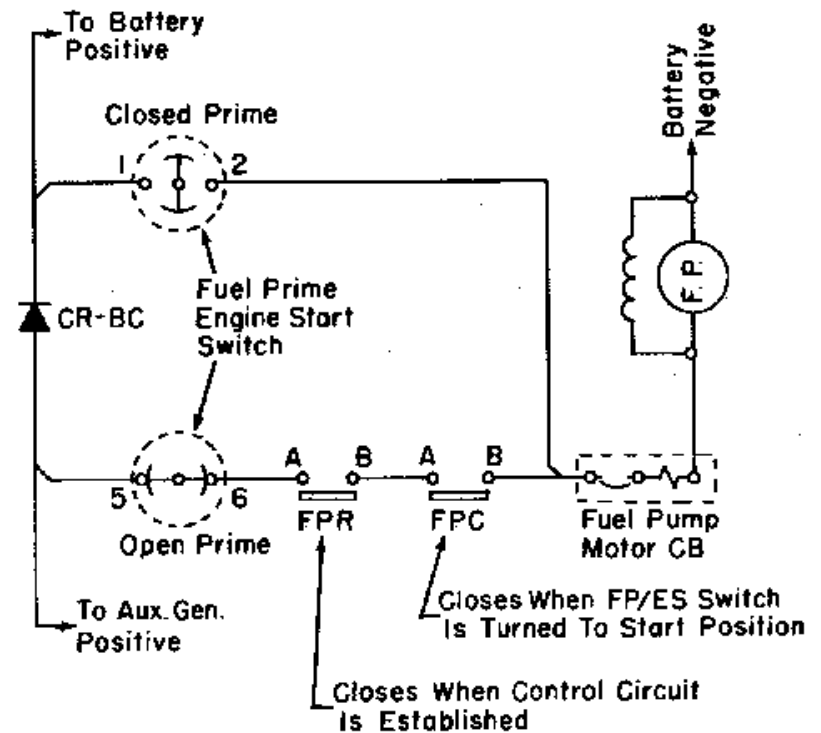 To Battery
Positive
Closed Prime
1
2
Battery
Negative
F.P.
CR-BC
Fuel Prime
Engine Start
Switch
5
6
Open Prime
A
B
A
B
FPR
FPC
Fuel Pump
Motor CB
To Aux. Gen.
Positive
Closes When FP/ES Switch
Is Turned To Start Position
Closes When Control Circuit
Is Established